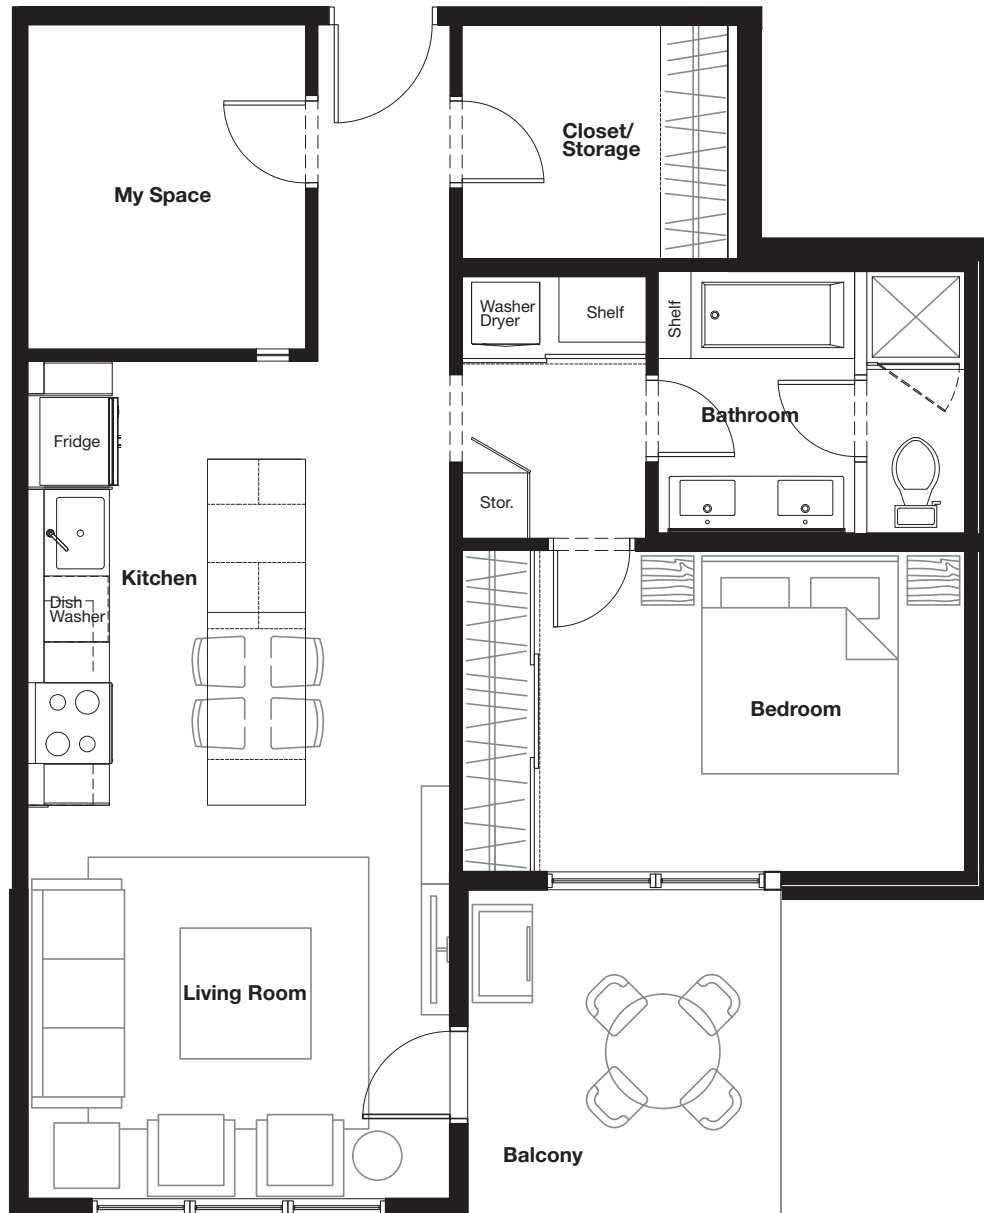 Closet/
Storage
My Space
Washer
Dryer
Shelf
Shelf
Bathroom
Fridge
Stor.
Kitchen
Dish
Washer
Bedroom
Living Room
Balcony